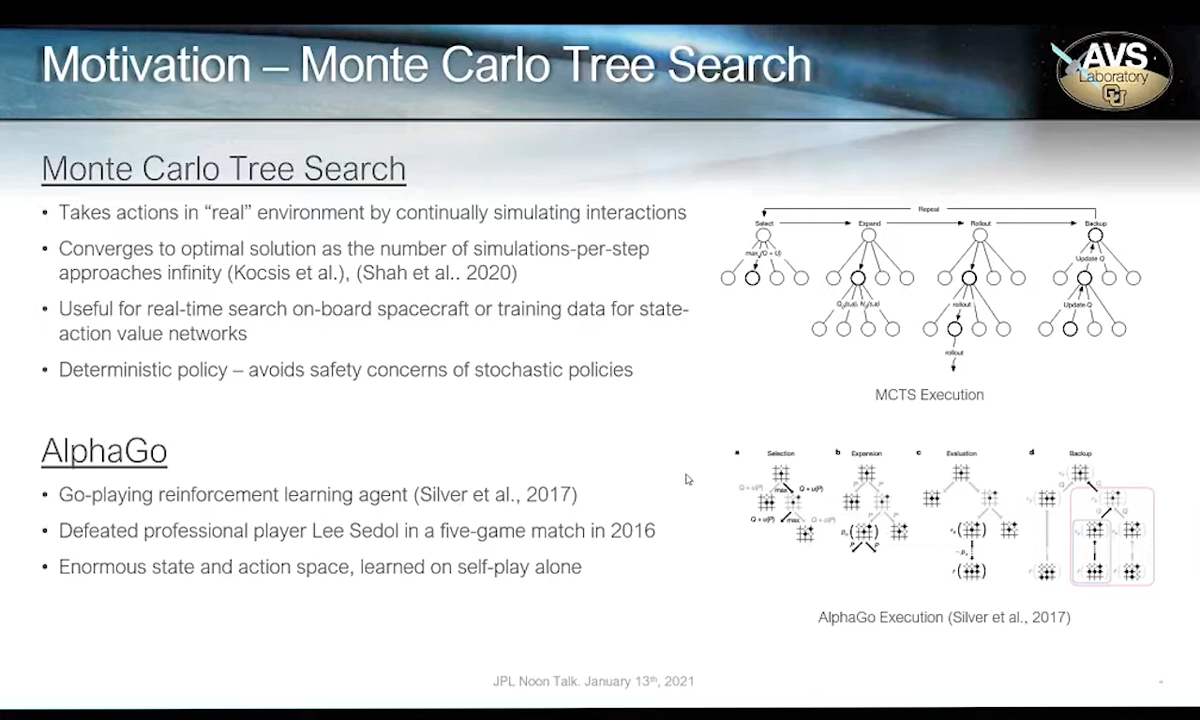 Motivation – Monte Carlo Tree Search
AVS
Laboratory
CU
Monte Carlo Tree Search
• Takes actions in “real” environment by continually simulating interactions
• Converges to optimal solution as the number of simulations-per-step
approaches infinity (Kocsis et al.), (Shah et al.. 2020)
• Useful for real-time search on-board spacecraft or training data for state-
action value networks
• Deterministic policy – avoids safety concerns of stochastic policies
Repeat
Select Expand Rollout Backup
Update Q
rollout Update Q
rollout
MCTS Execution
AlphaGo
• Go-playing reinforcement learning agent (Silver et al., 2017)
• Defeated professional player Lee Sedol in a five-game match in 2016
• Enormous state and action space, learned on self-play alone
a Selection b Expansion c Evaluation d Backup
Q + u(P) max Q + u(P)
Q + u(P) max Q + u(P)
AlphaGo Execution (Silver et al., 2017)
JPL Noon Talk. January 13th, 2021